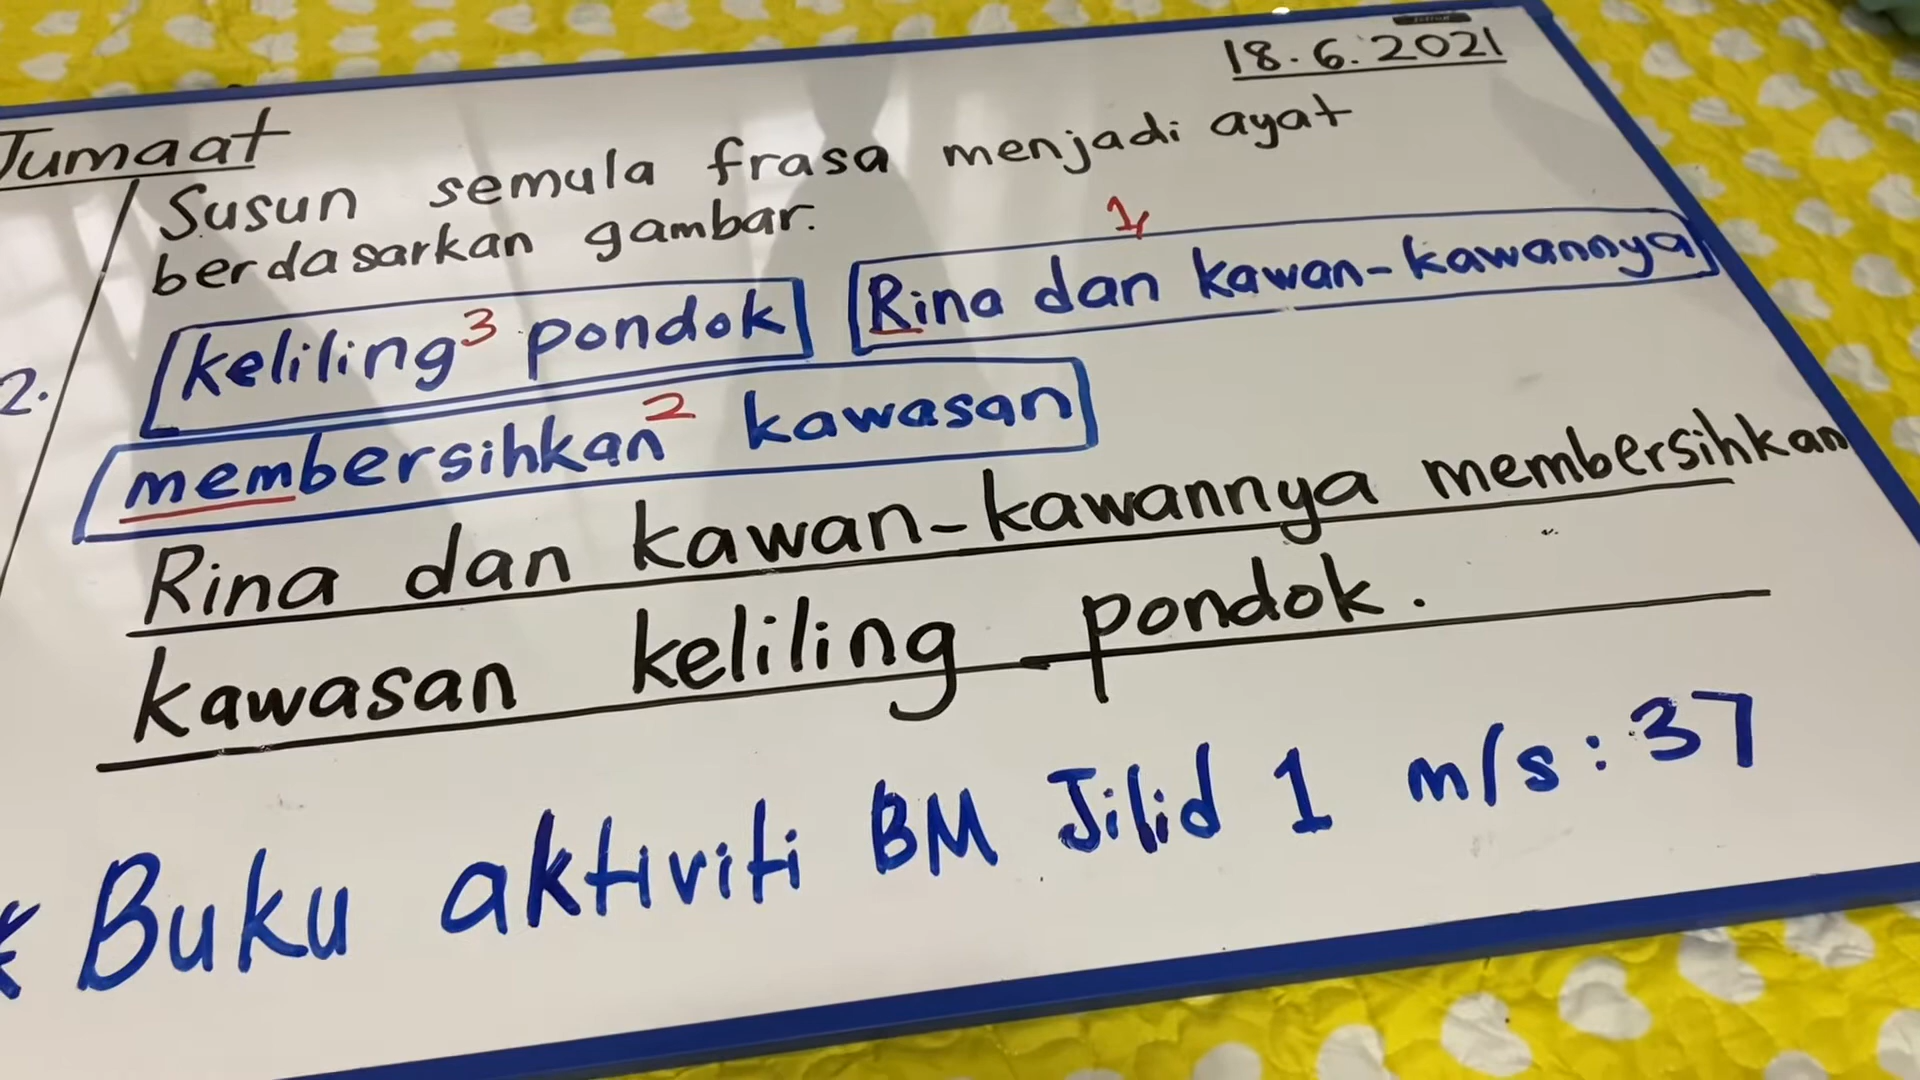 18.6.2021
Jumaat
Susun semula frasa menjadi ayat
berdasarkan gambar.
1
2. keliling 3 pondok Rina dan kawan-kawannya
membersihkan 2 kawasan
Rina dan kawan-kawannya membersihkan
kawasan keliling pondok.
* Buku aktiviti BM Jilid 1 m/s: 37